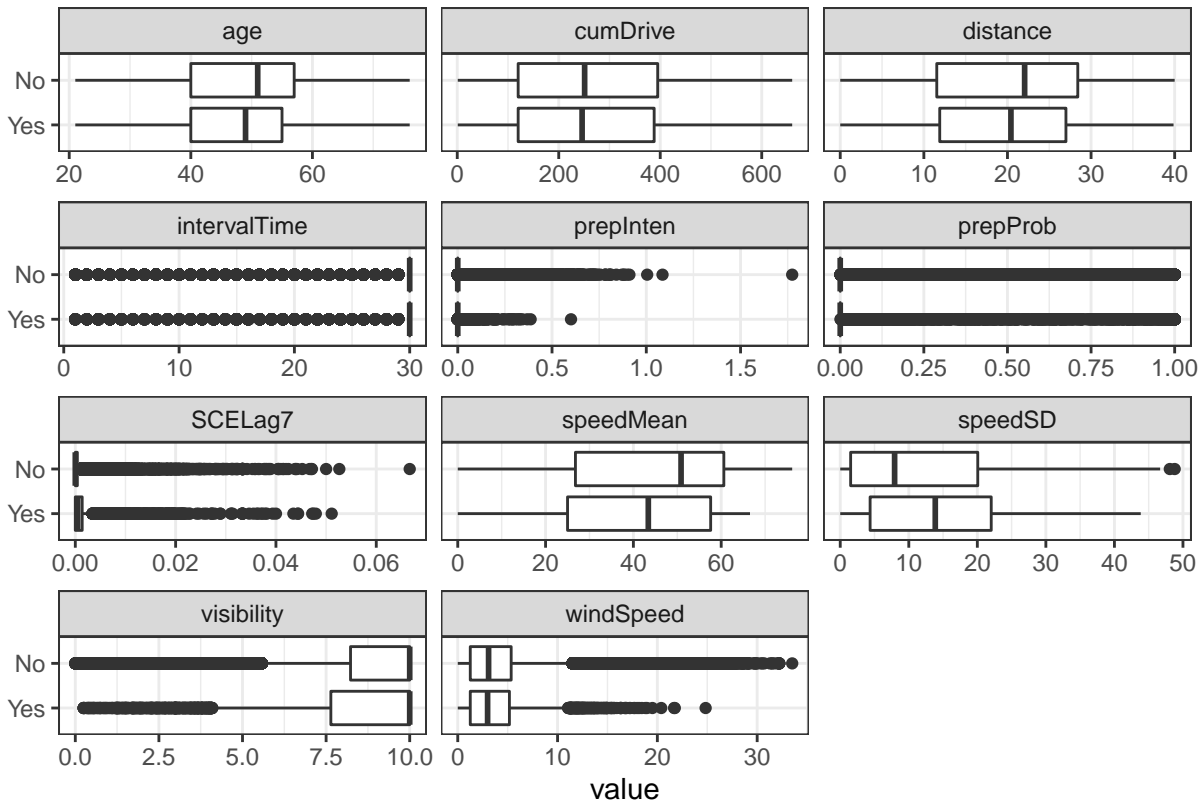 age cumDrive distance
No
Yes
20 40 60 0 200 400 600 0 10 20 30 40
intervalTime prepInten prepProb
No
Yes
0 10 20 30 0.0 0.5 1.0 1.5 0.00 0.25 0.50 0.75 1.00
SCELag7 speedMean speedSD
No
Yes
0.00 0.02 0.04 0.06 0 20 40 60 0 10 20 30 40 50
visibility windSpeed
No
Yes
0.0 2.5 5.0 7.5 10.0 0 10 20 30
value